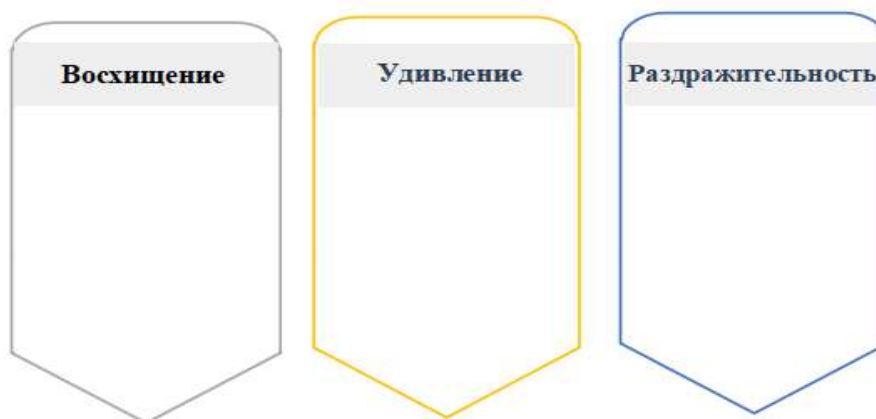 Восхищение
Удивление
Раздражительность